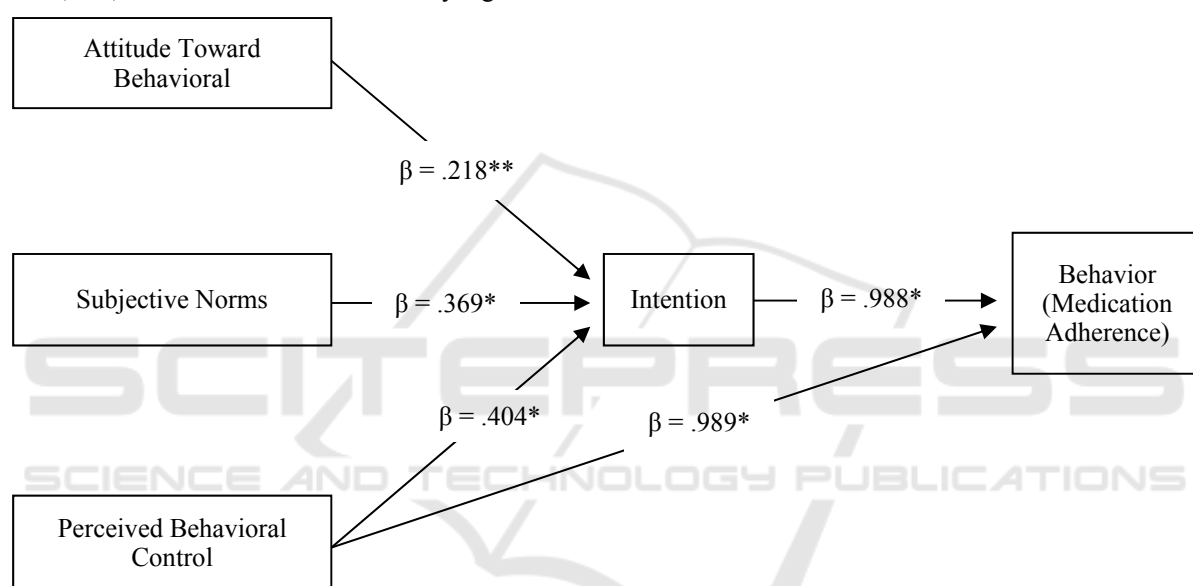 Attitude Toward
Behavioral
β = .218**
Subjective Norms
β = .369*
Intention
β = .988*
Behavior
(Medication
Adherence)
β = .404*
β = .989*
Perceived Behavioral
Control
SCITEPRESS
SCIENCE AND TECHNOLOGY PUBLICATIONS